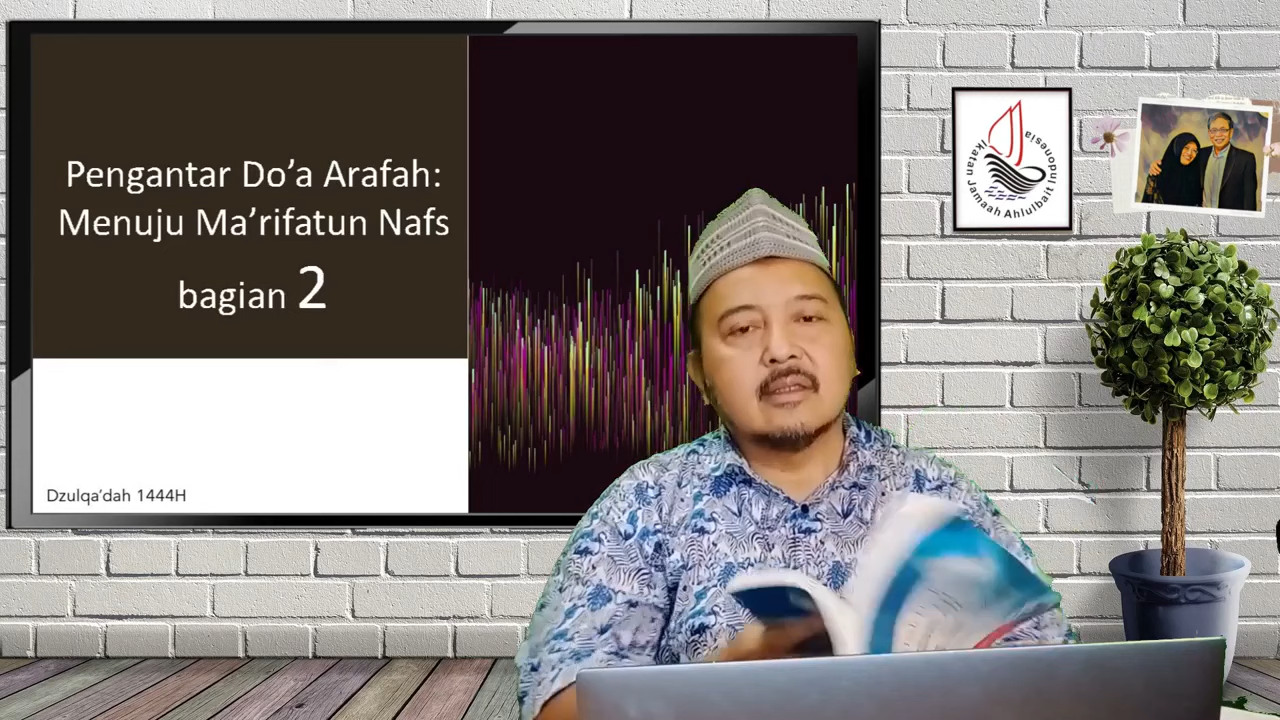 Pengantar Do’a Arafah:
Menuju Ma’rifatun Nafs
bagian 2
Dzulqa’dah 1444H
Ikatan Jamaah Ahlulbait Indonesia